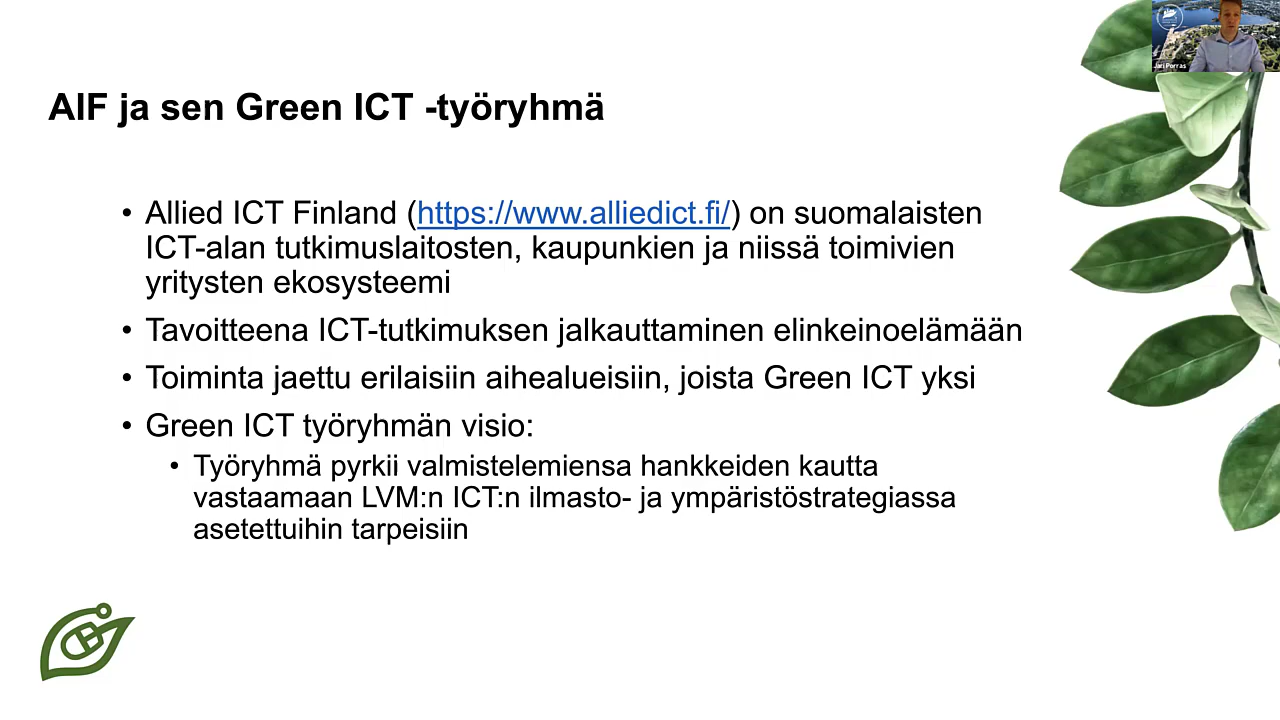 Jari Porras
AIF ja sen Green ICT -työryhmä
• Allied ICT Finland (https://www.alliedict.fi/) on suomalaisten
ICT-alan tutkimuslaitosten, kaupunkien ja niissä toimivien
yritysten ekosysteemi
• Tavoitteena ICT-tutkimuksen jalkauttaminen elinkeinoelämään
• Toiminta jaettu erilaisiin aihealueisiin, joista Green ICT yksi
• Green ICT työryhmän visio:
• Työryhmä pyrkii valmistelemiensa hankkeiden kautta
vastaamaan LVM:n ICT:n ilmasto- ja ympäristöstrategiassa
asetettuihin tarpeisiin